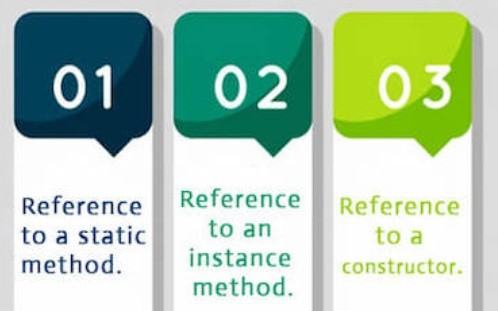 01
Reference
to a static
method.
02
Reference
to an
instance
method.
03
Reference
to a
constructor.